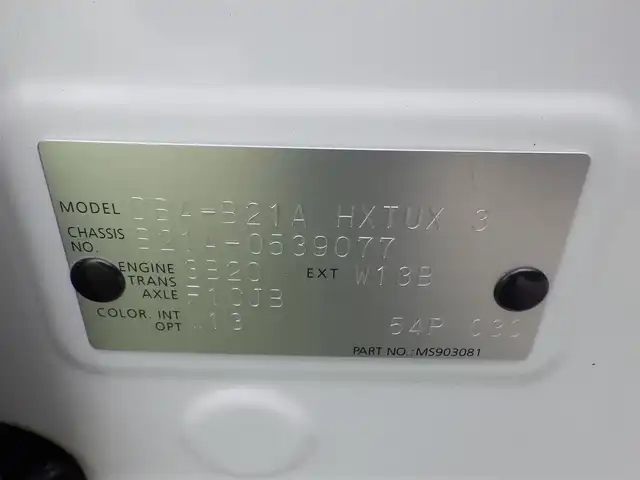 MODEL DBA-B21A HXTUX 3
CHASSIS NO. B21A-0539077
ENGINE 3B20 EXT W13B
TRANS AXLE F1CJB
COLOR. INT 13
OPT 54P
PART NO.: MS903081